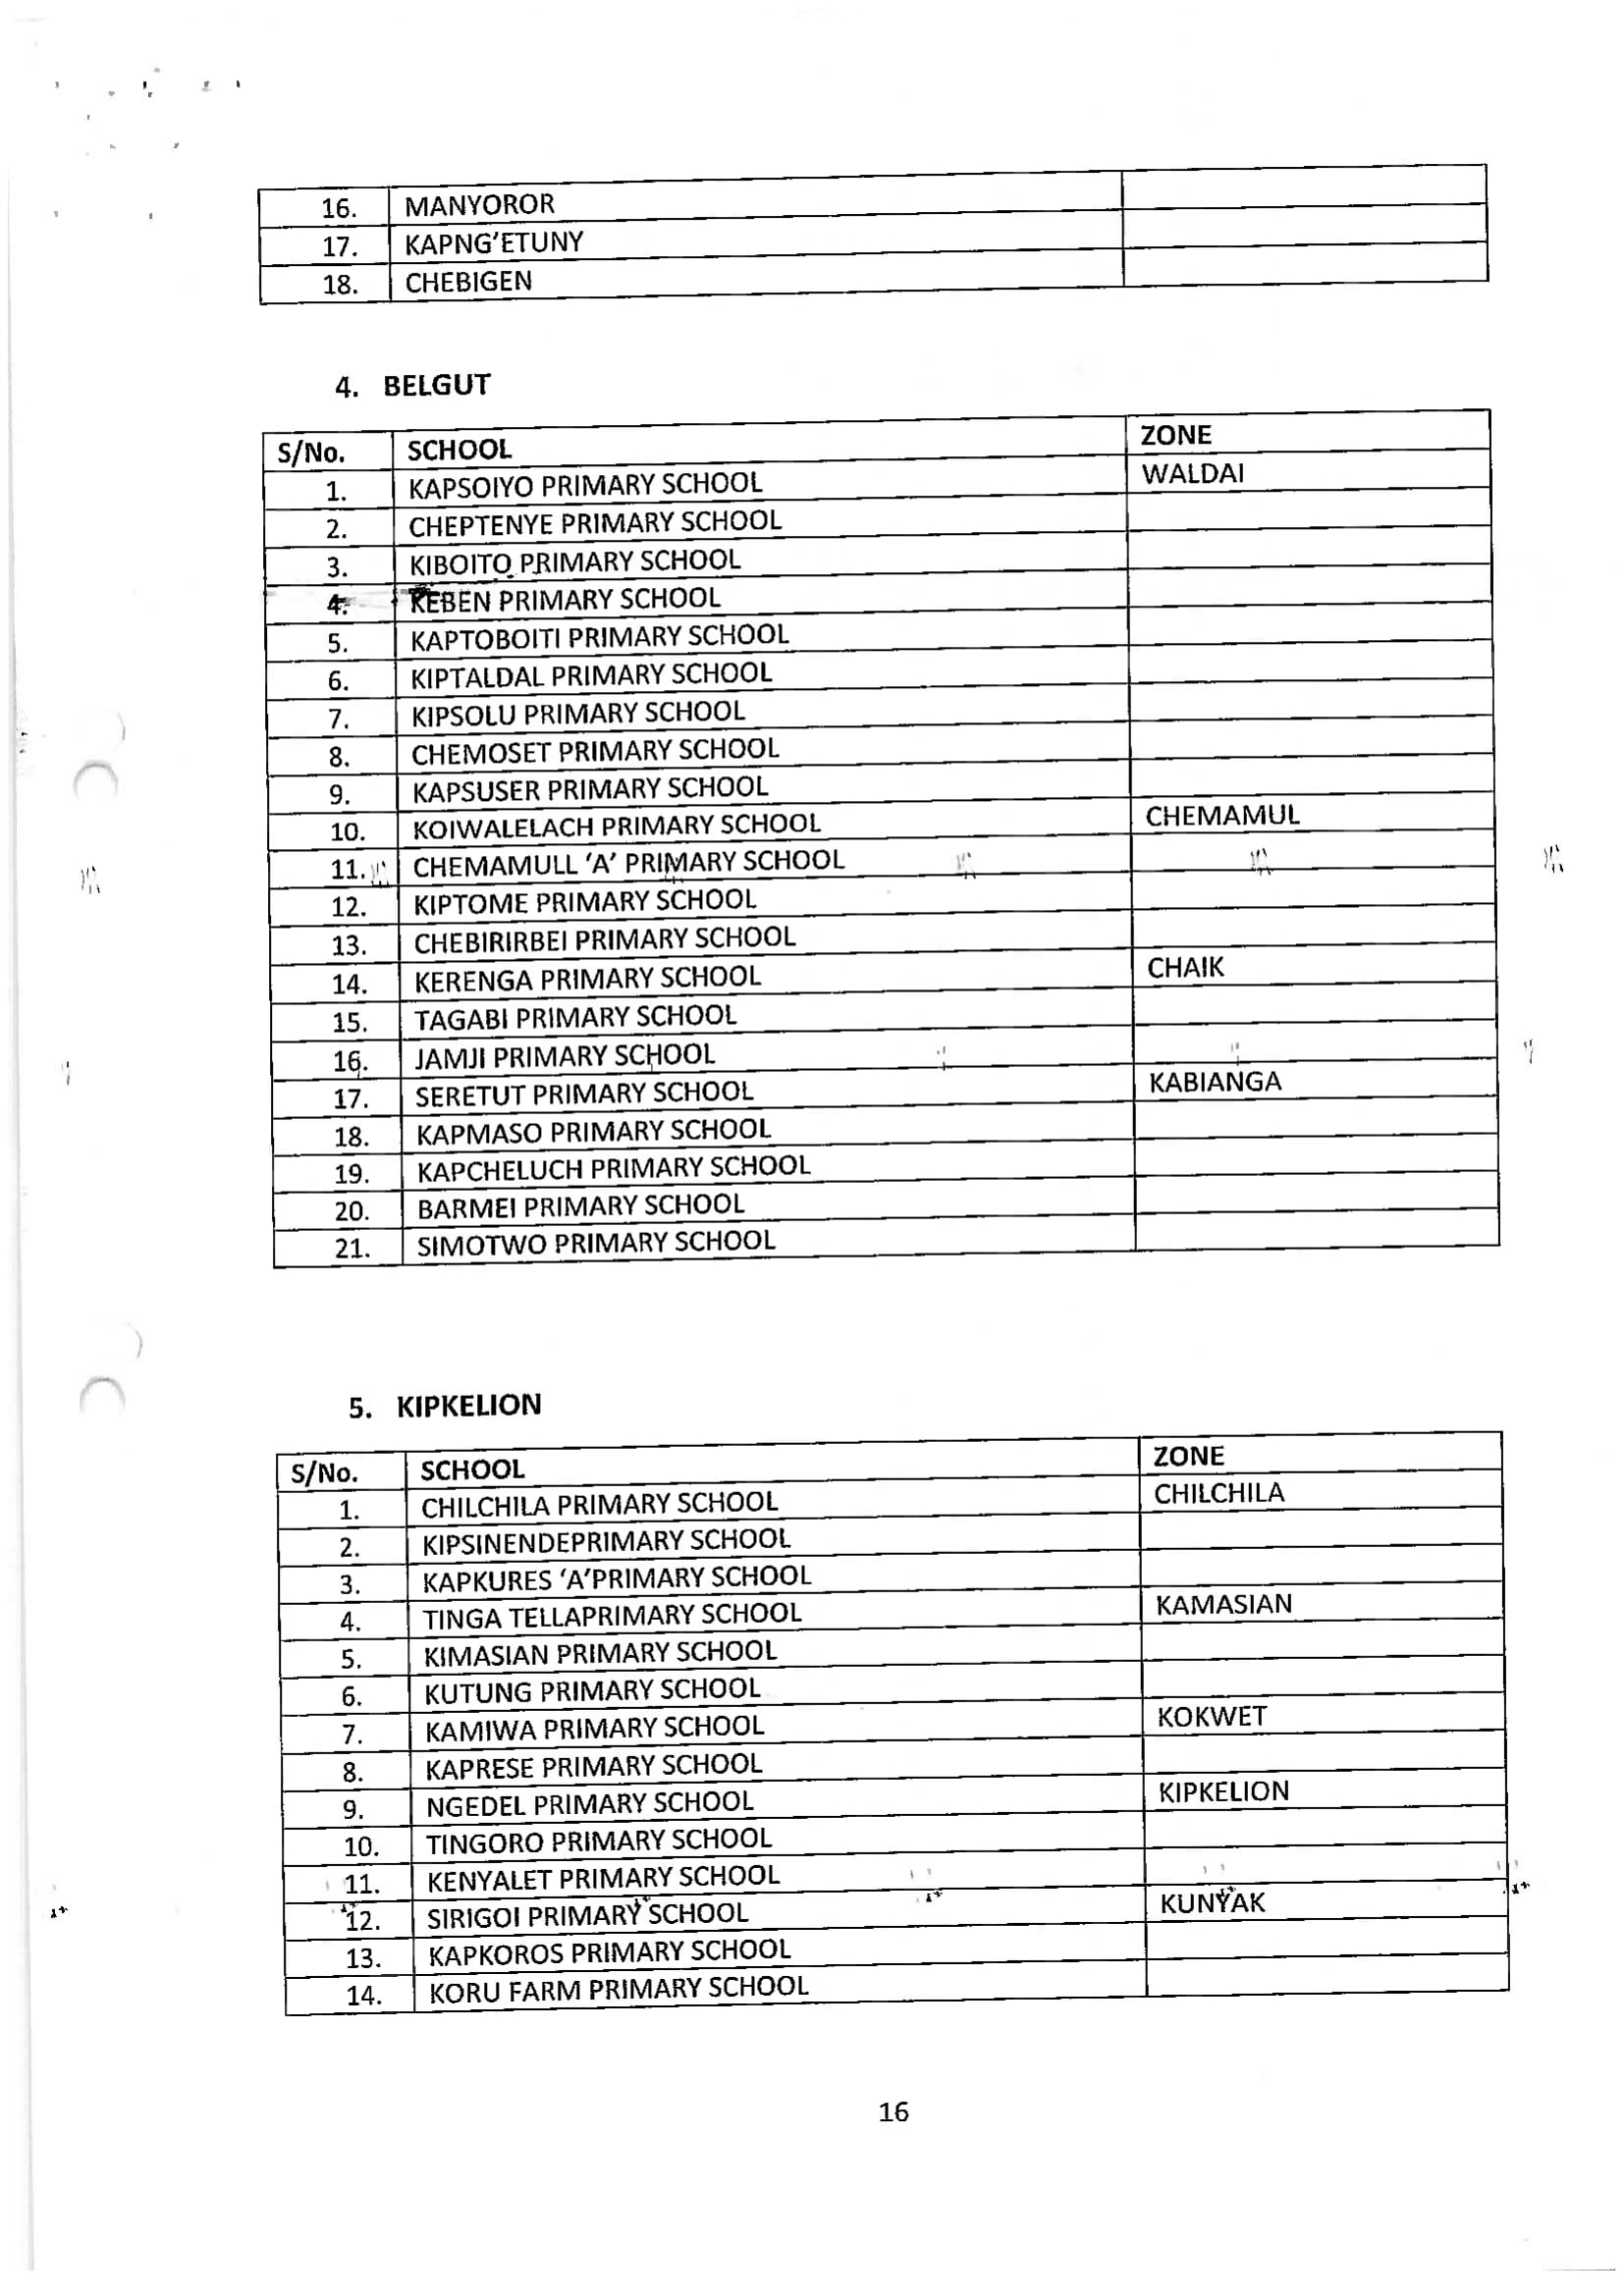 16. MANYOROR
17. KAPNG'ETUNY
18. CHEBIGEN
4. BELGUT
S/No. SCHOOL ZONE
1. KAPSOIYO PRIMARY SCHOOL WALDAI
2. CHEPTENYE PRIMARY SCHOOL
3. KIBOITO PRIMARY SCHOOL
4. KEBEN PRIMARY SCHOOL
5. KAPTOBOITI PRIMARY SCHOOL
6. KIPTALDAL PRIMARY SCHOOL
7. KIPSOLU PRIMARY SCHOOL
8. CHEMOSET PRIMARY SCHOOL
9. KAPSUSER PRIMARY SCHOOL
10. KOIWALELACH PRIMARY SCHOOL CHEMAMUL
11. CHEMAMULL 'A' PRIMARY SCHOOL
12. KIPTOME PRIMARY SCHOOL
13. CHEBIRIRBEI PRIMARY SCHOOL
14. KERENGA PRIMARY SCHOOL CHAIK
15. TAGABI PRIMARY SCHOOL
16. JAMJI PRIMARY SCHOOL
17. SERETUT PRIMARY SCHOOL KABIANGA
18. KAPMASO PRIMARY SCHOOL
19. KAPCHELUCH PRIMARY SCHOOL
20. BARMEI PRIMARY SCHOOL
21. SIMOTWO PRIMARY SCHOOL
5. KIPKELION
S/No. SCHOOL ZONE
1. CHILCHILA PRIMARY SCHOOL CHILCHILA
2. KIPSINENDEPRIMARY SCHOOL
3. KAPKURES 'A'PRIMARY SCHOOL
4. TINGA TELLAPRIMARY SCHOOL KAMASIAN
5. KIMASIAN PRIMARY SCHOOL
6. KUTUNG PRIMARY SCHOOL
7. KAMIWA PRIMARY SCHOOL KOKWET
8. KAPRESE PRIMARY SCHOOL
9. NGEDEL PRIMARY SCHOOL KIPKELION
10. TINGORO PRIMARY SCHOOL
11. KENYALET PRIMARY SCHOOL
12. SIRIGOI PRIMARY SCHOOL KUNYAK
13. KAPKOROS PRIMARY SCHOOL
14. KORU FARM PRIMARY SCHOOL
16